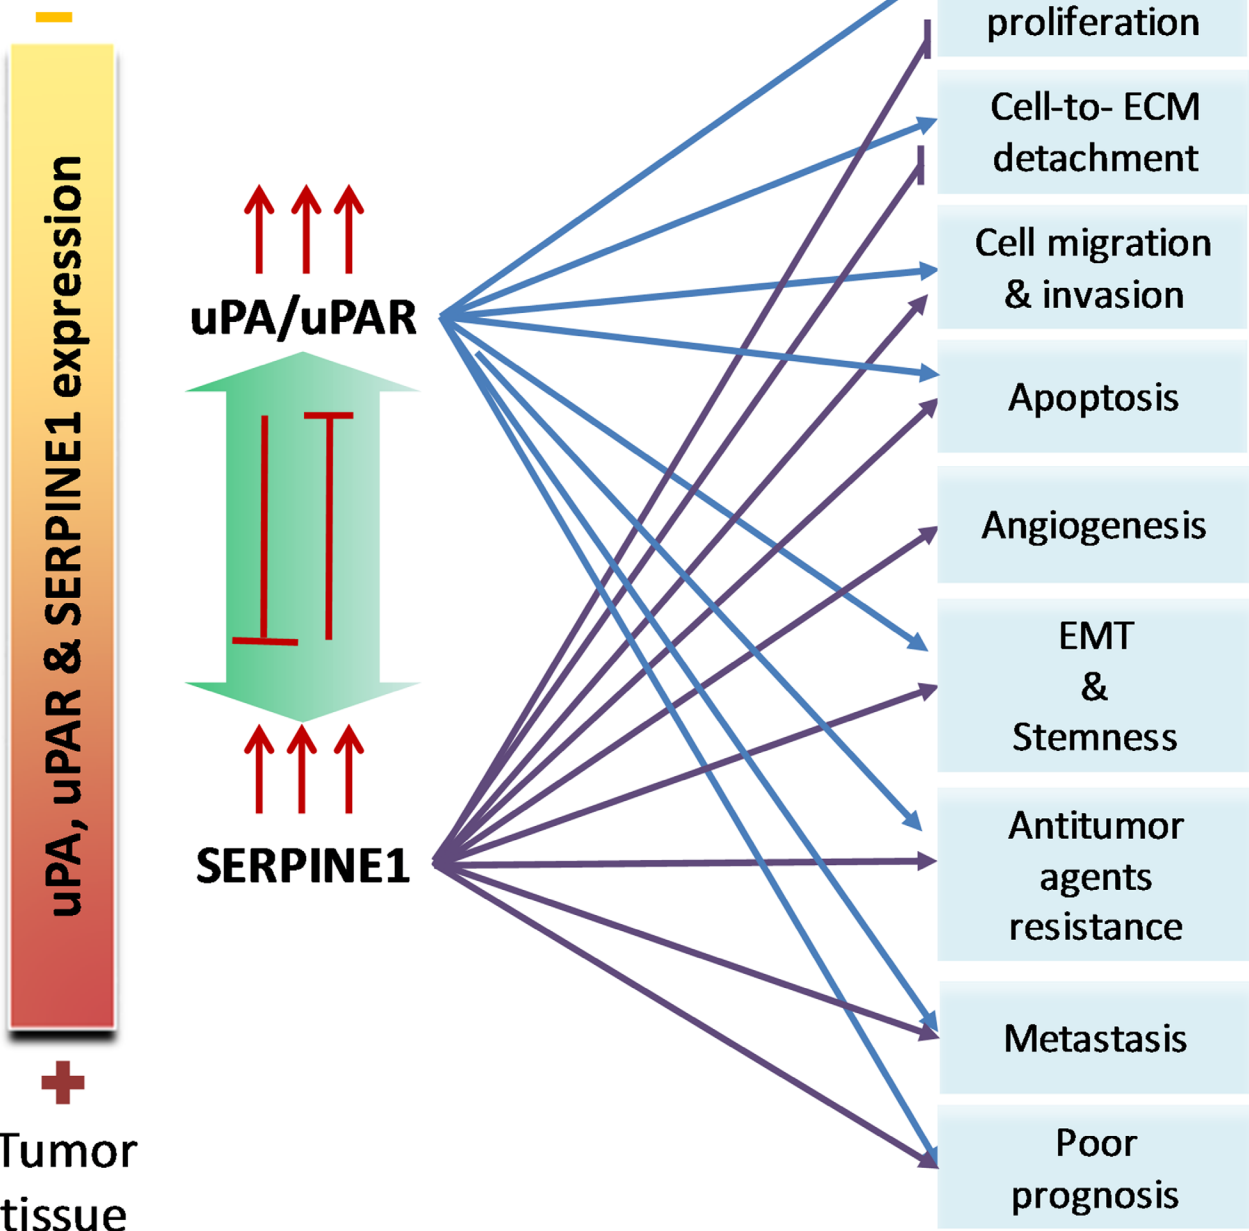 uPA, uPAR & SERPINE1 expression
Tumor
tissue
uPA/uPAR
SERPINE1
proliferation
Cell-to- ECM
detachment
Cell migration
& invasion
Apoptosis
Angiogenesis
EMT
&
Stemness
Antitumor
agents
resistance
Metastasis
Poor
prognosis